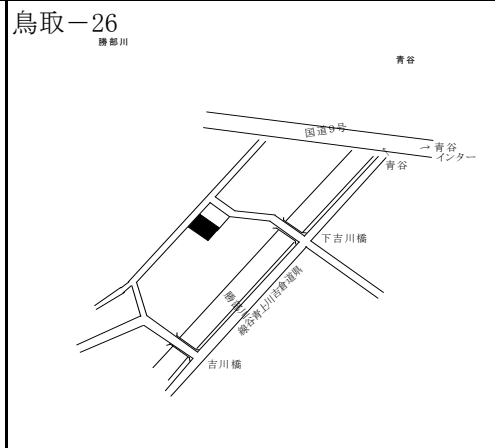 鳥取－26
勝部川
青谷
国道9号
→ 青谷
インター
青谷
下吉川橋
勝部川
県道倉吉川上青谷線
吉川橋